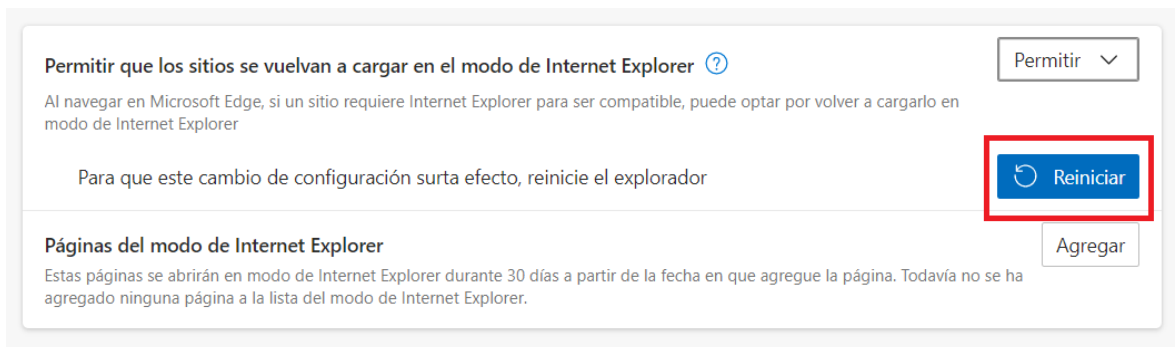 Permitir que los sitios se vuelvan a cargar en el modo de Internet Explorer ?
Permitir
Al navegar en Microsoft Edge, si un sitio requiere Internet Explorer para ser compatible, puede optar por volver a cargarlo en
modo de Internet Explorer
Para que este cambio de configuración surta efecto, reinicie el explorador
Reiniciar
Páginas del modo de Internet Explorer
Agregar
Estas páginas se abrirán en modo de Internet Explorer durante 30 días a partir de la fecha en que agregue la página. Todavía no se ha
agregado ninguna página a la lista del modo de Internet Explorer.